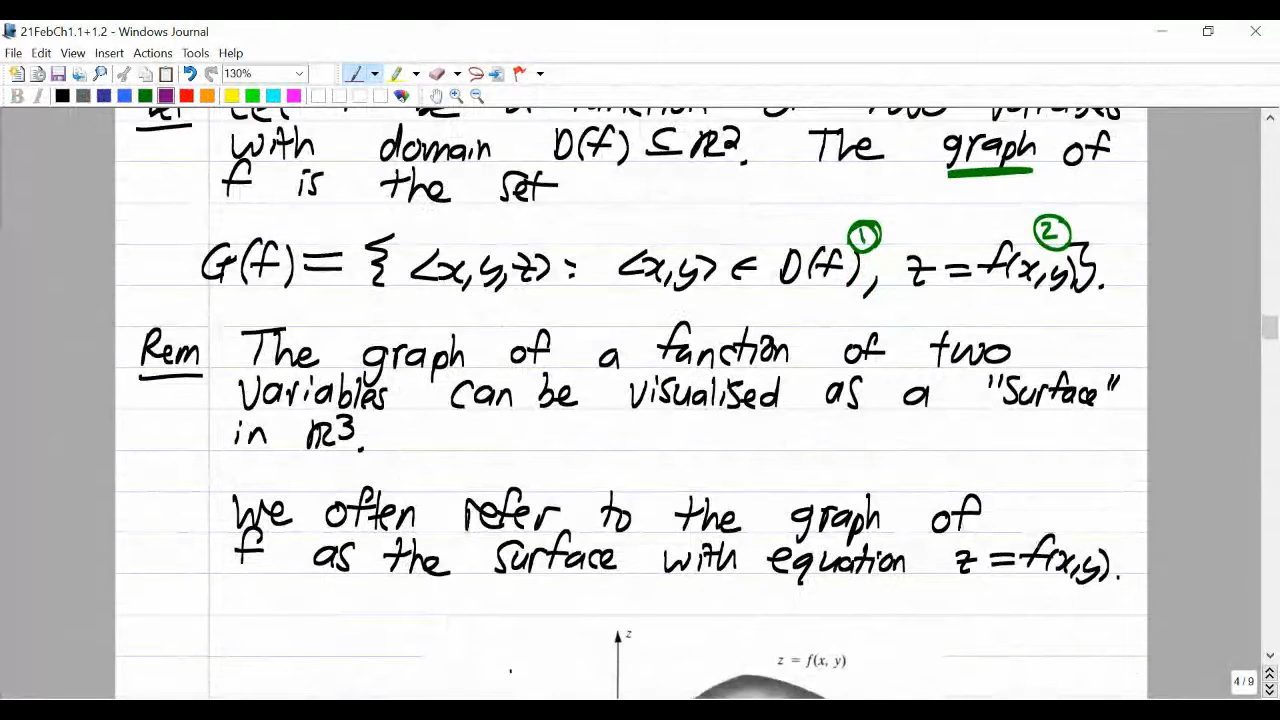 21FebCh1.1+1.2 - Windows Journal
File Edit View Insert Actions Tools Help
130%
B I
function
with domain D(f) ⊆ ℝ2. The graph of
f is the set
① ②
G(f) = { <x,y,z> : <x,y> ∈ D(f), z = f(x,y)}.
Rem The graph of a function of two
variables can be visualised as a "surface"
in ℝ3.
We often refer to the graph of
f as the surface with equation z = f(x,y).
z
z = f(x, y)
4 / 9